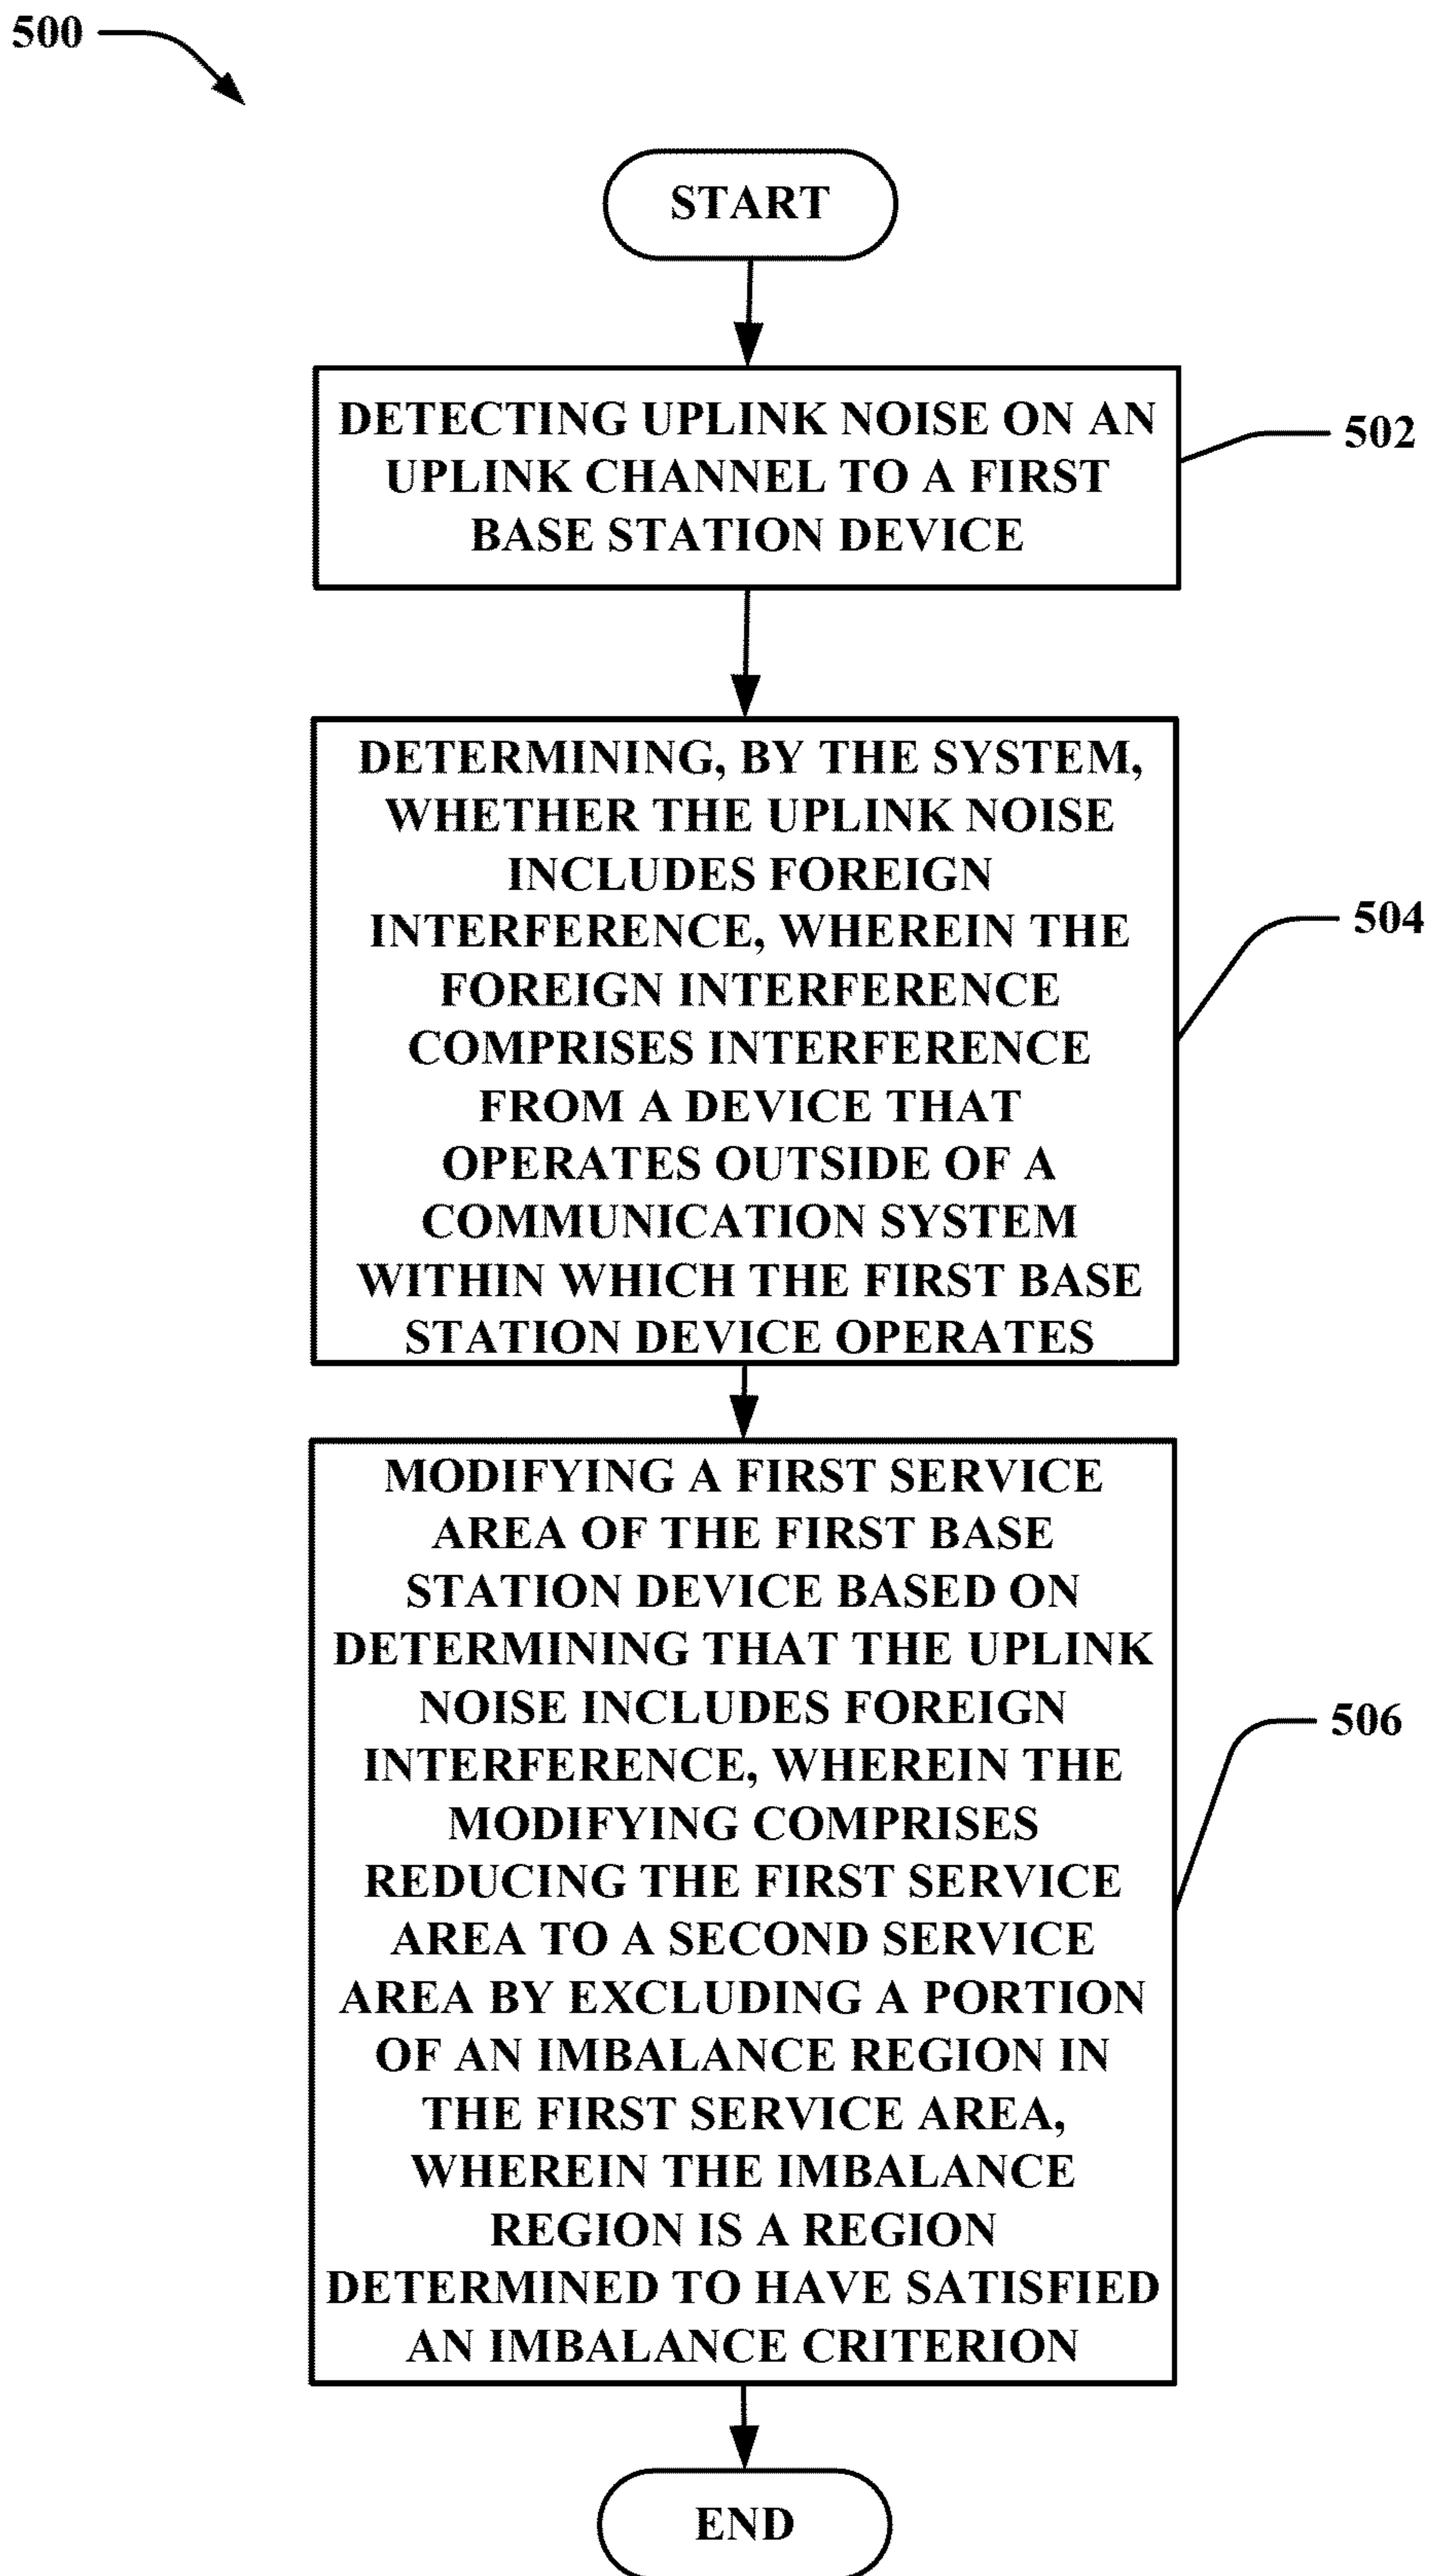 500
START
DETECTING UPLINK NOISE ON AN
UPLINK CHANNEL TO A FIRST
BASE STATION DEVICE
502
DETERMINING, BY THE SYSTEM,
WHETHER THE UPLINK NOISE
INCLUDES FOREIGN
INTERFERENCE, WHEREIN THE
FOREIGN INTERFERENCE
COMPRISES INTERFERENCE
FROM A DEVICE THAT
OPERATES OUTSIDE OF A
COMMUNICATION SYSTEM
WITHIN WHICH THE FIRST BASE
STATION DEVICE OPERATES
504
MODIFYING A FIRST SERVICE
AREA OF THE FIRST BASE
STATION DEVICE BASED ON
DETERMINING THAT THE UPLINK
NOISE INCLUDES FOREIGN
INTERFERENCE, WHEREIN THE
MODIFYING COMPRISES
REDUCING THE FIRST SERVICE
AREA TO A SECOND SERVICE
AREA BY EXCLUDING A PORTION
OF AN IMBALANCE REGION IN
THE FIRST SERVICE AREA,
WHEREIN THE IMBALANCE
REGION IS A REGION
DETERMINED TO HAVE SATISFIED
AN IMBALANCE CRITERION
506
END